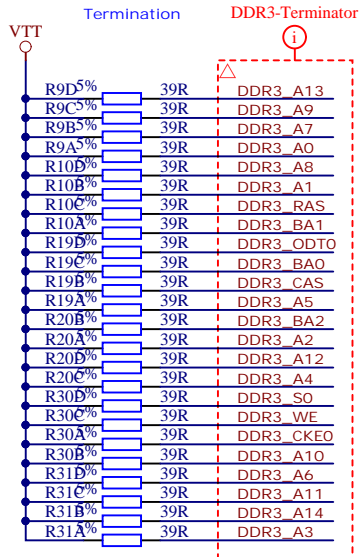 Termination DDR3-Terminator
VTT
i
R9D 5% 39R DDR3_A13
R9C 5% 39R DDR3_A9
R9B 5% 39R DDR3_A7
R9A 5% 39R DDR3_A0
R10D 5% 39R DDR3_A8
R10B 5% 39R DDR3_A1
R10C 5% 39R DDR3_RAS
R10A 5% 39R DDR3_BA1
R19D 5% 39R DDR3_ODT0
R19C 5% 39R DDR3_BA0
R19B 5% 39R DDR3_CAS
R19A 5% 39R DDR3_A5
R20B 5% 39R DDR3_BA2
R20A 5% 39R DDR3_A2
R20D 5% 39R DDR3_A12
R20C 5% 39R DDR3_A4
R30D 5% 39R DDR3_S0
R30C 5% 39R DDR3_WE
R30A 5% 39R DDR3_CKE0
R30B 5% 39R DDR3_A10
R31D 5% 39R DDR3_A6
R31C 5% 39R DDR3_A11
R31B 5% 39R DDR3_A14
R31A 5% 39R DDR3_A3